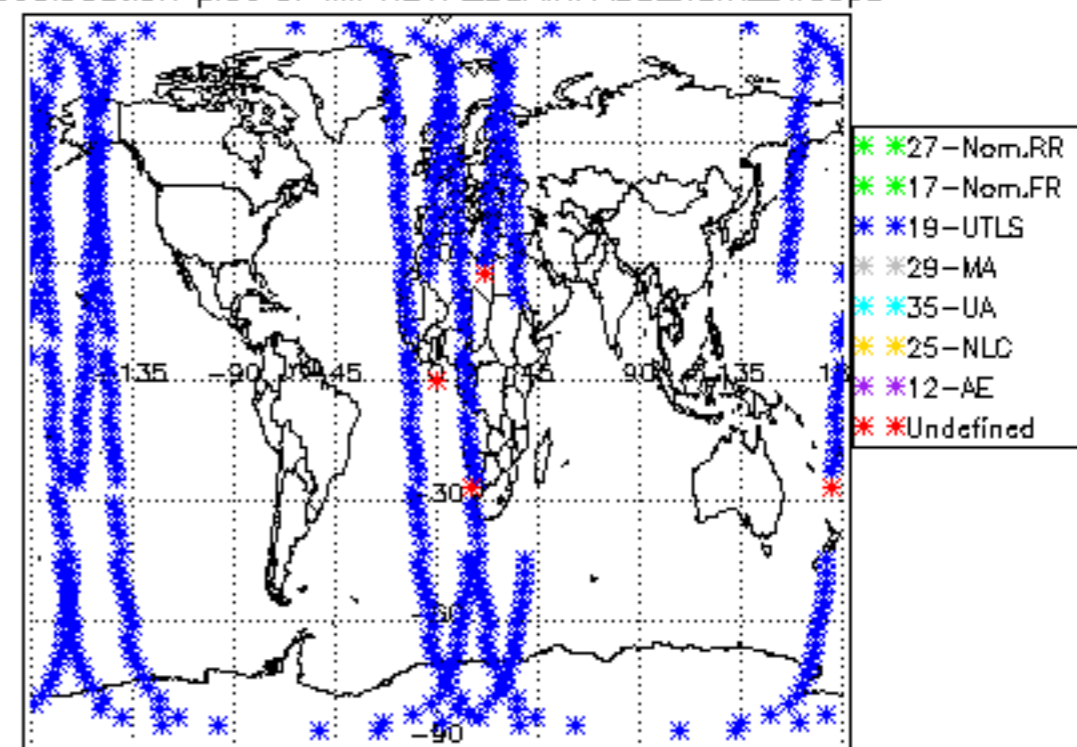 -135 -90 45 45 90 135
30
-60
-90
27-Nom.RR
17-Nom.FR
19-UTLS
29-MA
35-UA
25-NLC
12-AE
Undefined